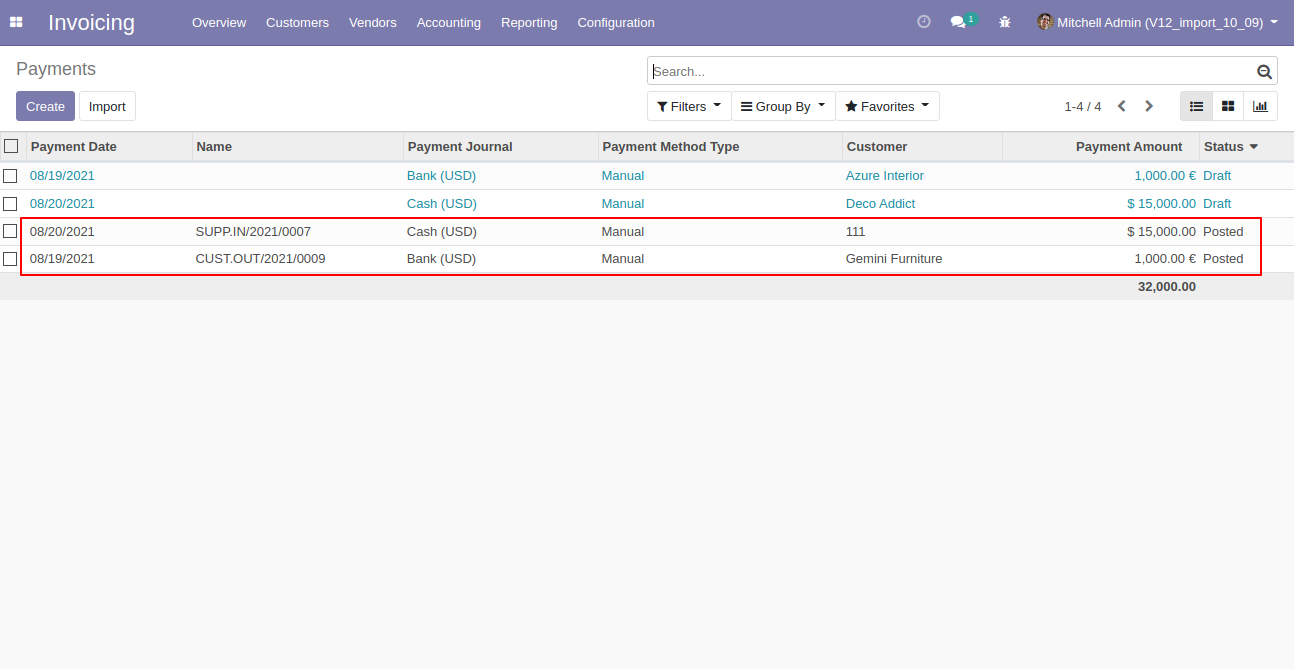 Invoicing Overview Customers Vendors Accounting Reporting Configuration 1 Mitchell Admin (V12_import_10_09)
Payments Search...
Create Import Filters Group By Favorites 1-4 / 4
Payment Date Name Payment Journal Payment Method Type Customer Payment Amount Status
08/19/2021 Bank (USD) Manual Azure Interior 1,000.00 € Draft
08/20/2021 Cash (USD) Manual Deco Addict $ 15,000.00 Draft
08/20/2021 SUPP.IN/2021/0007 Cash (USD) Manual 111 $ 15,000.00 Posted
08/19/2021 CUST.OUT/2021/0009 Bank (USD) Manual Gemini Furniture 1,000.00 € Posted
32,000.00